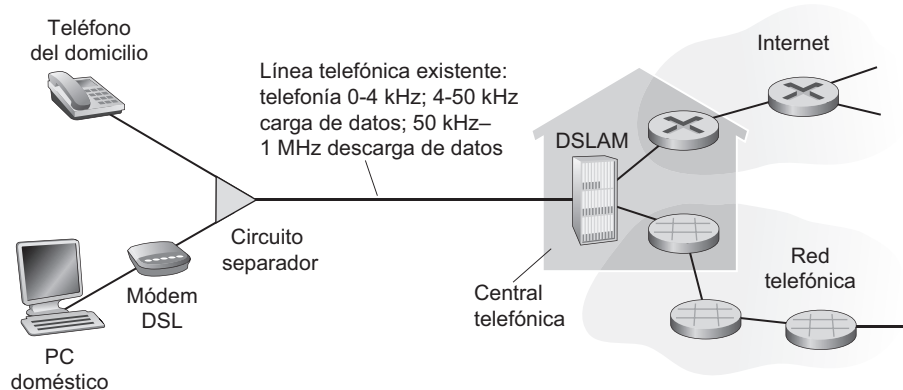 Teléfono
del domicilio
Línea telefónica existente:
telefonía 0-4 kHz; 4-50 kHz
carga de datos; 50 kHz–
1 MHz descarga de datos
Internet
DSLAM
Circuito
separador
Módem
DSL
PC
doméstico
Central
telefónica
Red
telefónica